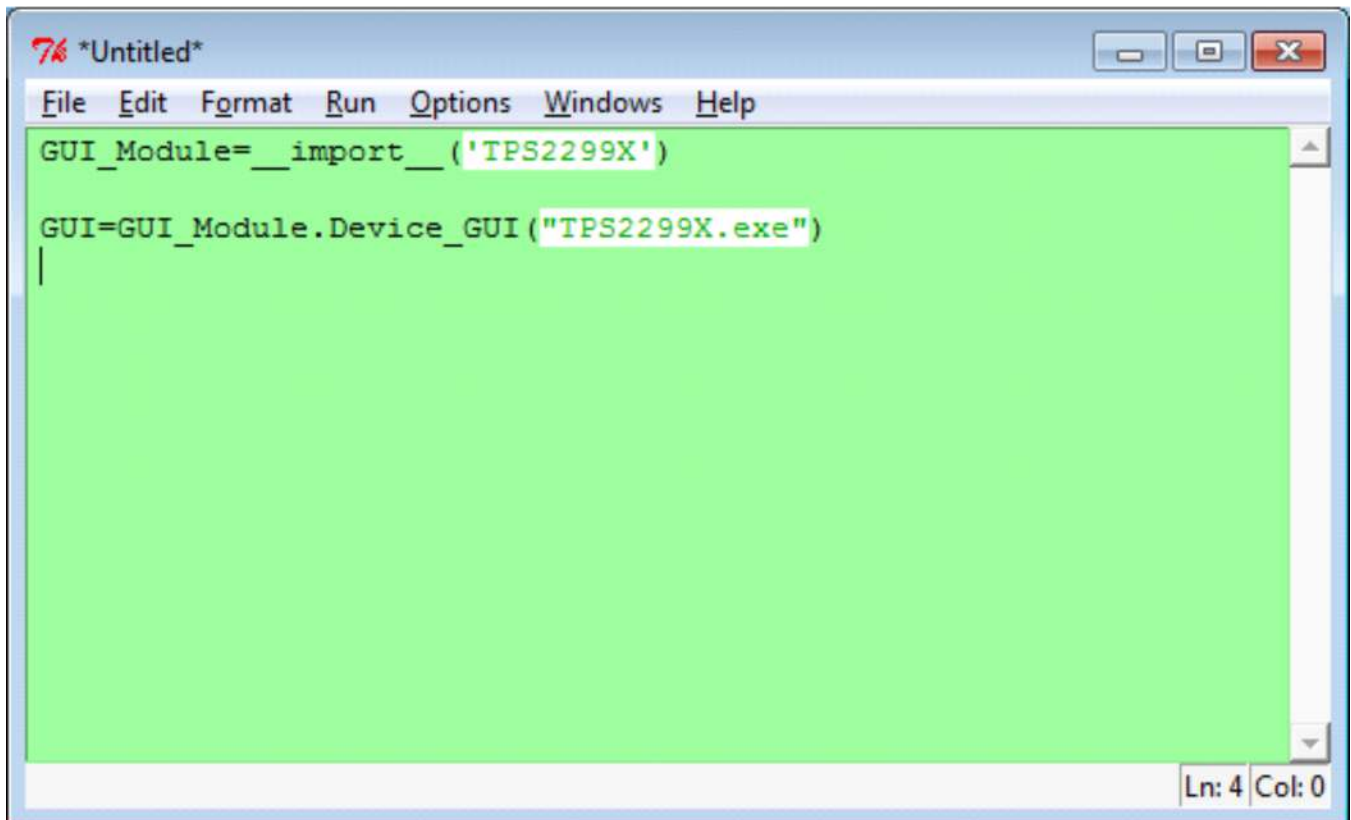 *Untitled*
File Edit Format Run Options Windows Help
GUI_Module=__import__('TPS2299X')
GUI=GUI_Module.Device_GUI("TPS2299X.exe")
Ln: 4 Col: 0